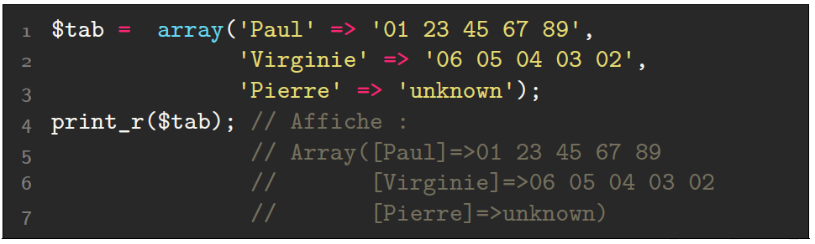 1 $tab = array('Paul' => '01 23 45 67 89',
2 'Virginie' => '06 05 04 03 02',
3 'Pierre' => 'unknown');
4 print_r($tab); // Affiche :
5 // Array([Paul]=>01 23 45 67 89
6 // [Virginie]=>06 05 04 03 02
7 // [Pierre]=>unknown)